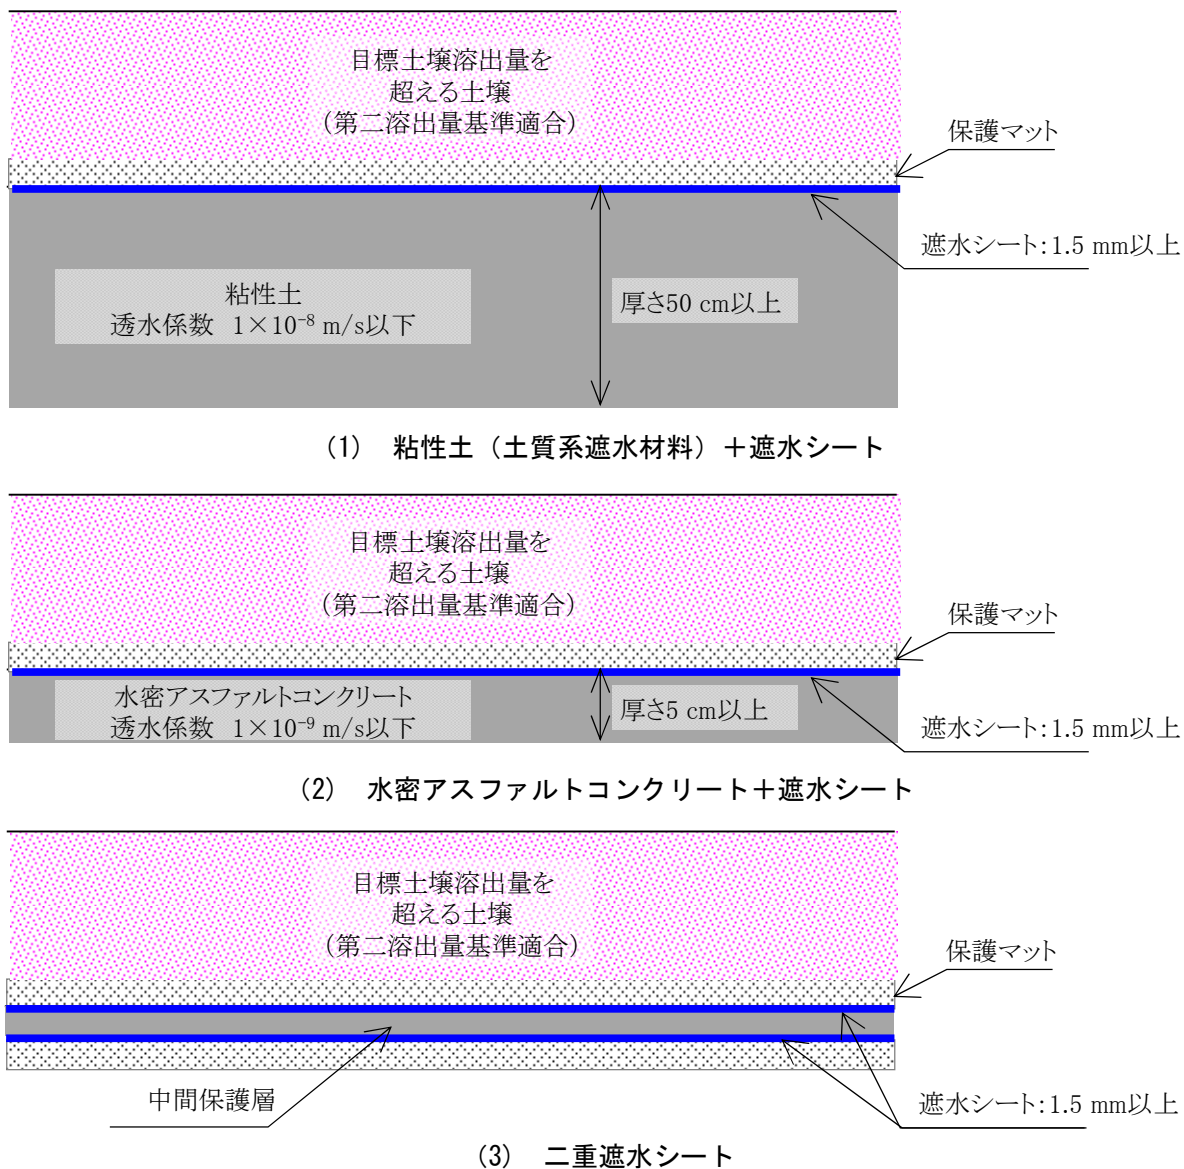 目標土壌溶出量を
超える土壌
(第二溶出量基準適合)
保護マット
遮水シート:1.5 mm以上
粘性土
透水係数 1×10⁻⁸ m/s以下
厚さ50 cm以上
(1) 粘性土（土質系遮水材料）＋遮水シート
目標土壌溶出量を
超える土壌
(第二溶出量基準適合)
保護マット
水密アスファルトコンクリート
透水係数 1×10⁻⁹ m/s以下
厚さ5 cm以上
遮水シート:1.5 mm以上
(2) 水密アスファルトコンクリート＋遮水シート
目標土壌溶出量を
超える土壌
(第二溶出量基準適合)
保護マット
中間保護層
遮水シート:1.5 mm以上
(3) 二重遮水シート